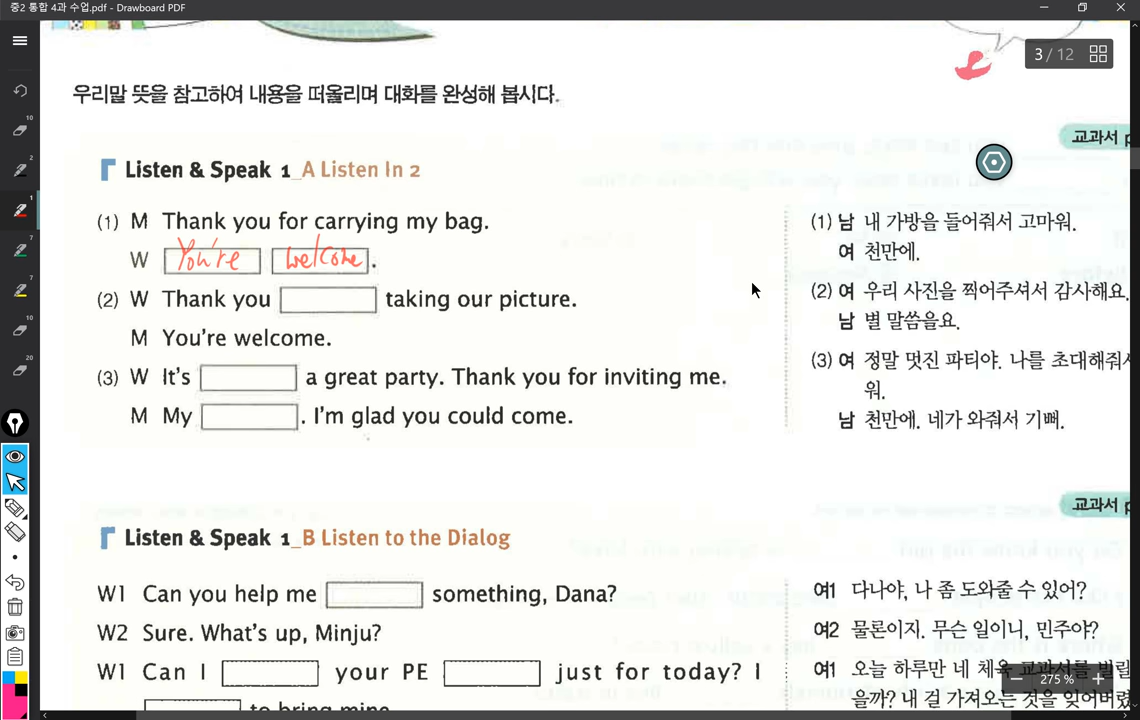 중2 통합 4과 수업.pdf - Drawboard PDF
3 / 12
우리말 뜻을 참고하여 내용을 떠올리며 대화를 완성해 봅시다.
교과서 p
Listen & Speak 1_A Listen In 2
(1) M Thank you for carrying my bag.
W You're welcome.
(2) W Thank you taking our picture.
M You're welcome.
(3) W It's a great party. Thank you for inviting me.
M My . I'm glad you could come.
(1) 남 내 가방을 들어줘서 고마워.
여 천만에.
(2) 여 우리 사진을 찍어주셔서 감사해요.
남 별 말씀을요.
(3) 여 정말 멋진 파티야. 나를 초대해줘서
워.
남 천만에. 네가 와줘서 기뻐.
교과서 p
Listen & Speak 1_B Listen to the Dialog
W1 Can you help me something, Dana?
W2 Sure. What's up, Minju?
W1 Can I your PE just for today? I
to bring mine
여1 다나야, 나 좀 도와줄 수 있어?
여2 물론이지. 무슨 일이니, 민주야?
여1 오늘 하루만 네 체육 교과서를 빌릴
을까? 내 걸 가져오는 것을 잊어버렸
275 %
10
2
1
7
7
10
20